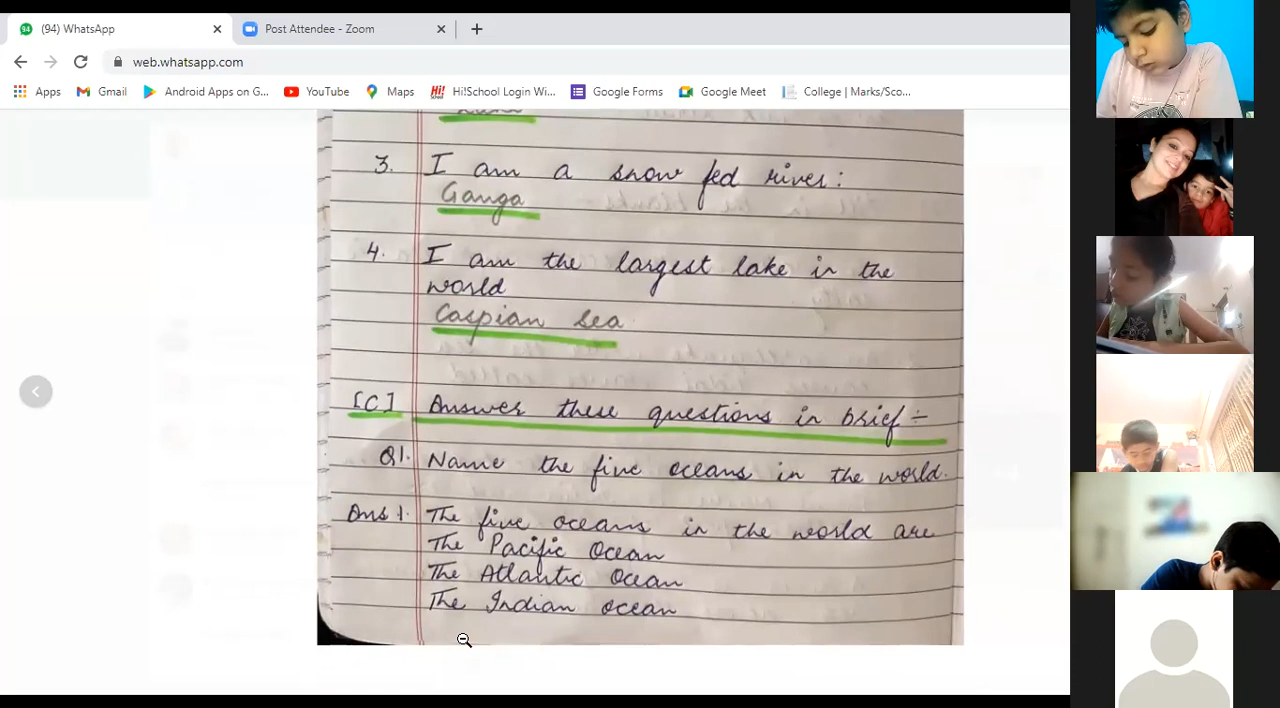 (94) WhatsApp
Post Attendee - Zoom
web.whatsapp.com
Apps
Gmail
Android Apps on G...
YouTube
Maps
Hi!School Login Wi...
Google Forms
Google Meet
College | Marks/Sco...
3. I am a snow fed river:
Ganga
4. I am the largest lake in the
world
Caspian sea
[C] Answer these questions in brief ÷
Q1. Name the five oceans in the world.
Ans 1. The five oceans in the world are
The Pacific Ocean
The Atlantic Ocean
The Indian ocean